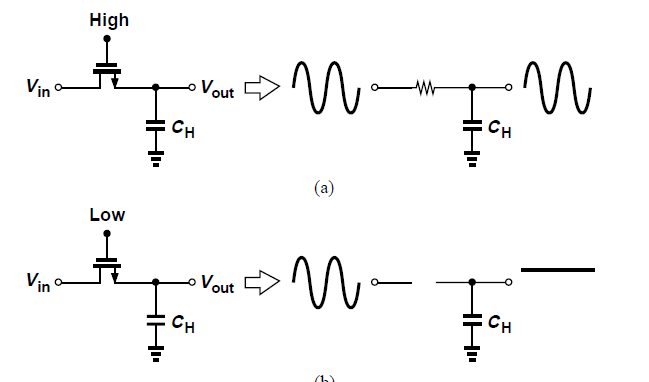 High
Vin Vout
CH CH
(a)
Low
Vin Vout
CH CH
(b)